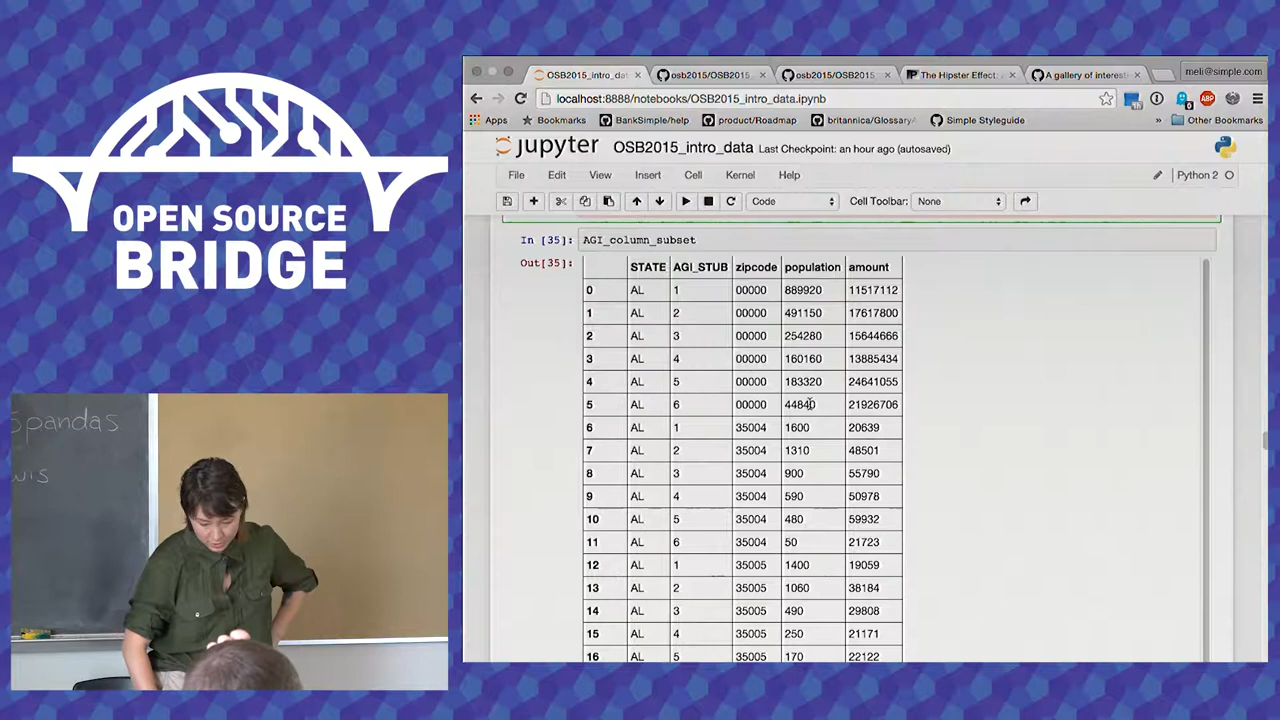 OPEN SOURCE
BRIDGE
pandas
OSB2015_intro_dat
osb2015/OSB2015_
osb2015/OSB2015_
The Hipster Effect:
A gallery of interest
meli@simple.com
localhost:8888/notebooks/OSB2015_intro_data.ipynb
Apps Bookmarks BankSimple/help product/Roadmap britannica/Glossary Simple Styleguide » Other Bookmarks
jupyter OSB2015_intro_data Last Checkpoint: an hour ago (autosaved)
File Edit View Insert Cell Kernel Help Python 2
Code Cell Toolbar: None
In [35]: AGI_column_subset
Out[35]:
STATE AGI_STUB zipcode population amount
0 AL 1 00000 889920 11517112
1 AL 2 00000 491150 17617800
2 AL 3 00000 254280 15644666
3 AL 4 00000 160160 13885434
4 AL 5 00000 183320 24641055
5 AL 6 00000 44840 21926706
6 AL 1 35004 1600 20639
7 AL 2 35004 1310 48501
8 AL 3 35004 900 55790
9 AL 4 35004 590 50978
10 AL 5 35004 480 59932
11 AL 6 35004 50 21723
12 AL 1 35005 1400 19059
13 AL 2 35005 1060 38184
14 AL 3 35005 490 29808
15 AL 4 35005 250 21171
16 AL 5 35005 170 22122